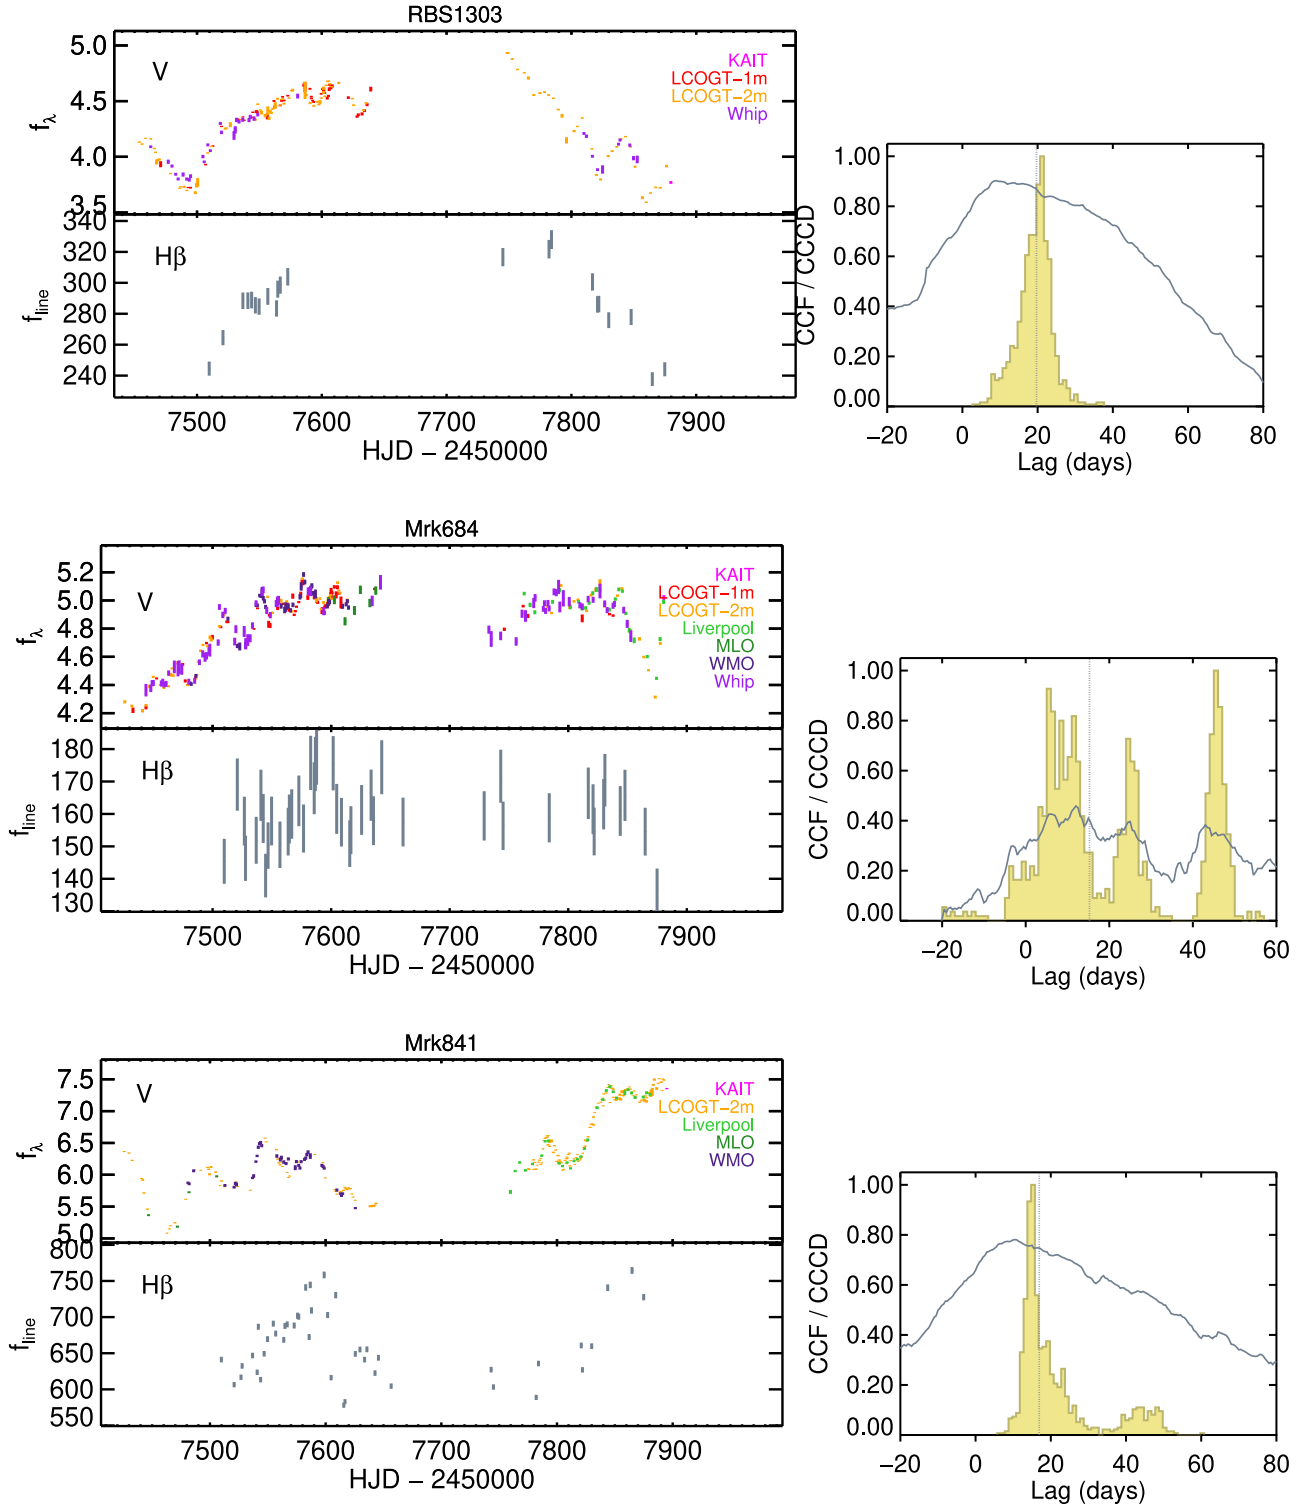 RBS1303
V
KAIT
LCOGT−1m
LCOGT−2m
Whip
5.0
4.5
4.0
3.5
fλ
Hβ
340
320
300
280
260
240
fline
7500 7600 7700 7800 7900
HJD − 2450000
1.00
0.80
0.60
0.40
0.20
0.00
CCF / CCCD
−20 0 20 40 60 80
Lag (days)
Mrk684
V
KAIT
LCOGT−1m
LCOGT−2m
Liverpool
MLO
WMO
Whip
5.2
5.0
4.8
4.6
4.4
4.2
fλ
Hβ
180
170
160
150
140
130
fline
7500 7600 7700 7800 7900
HJD − 2450000
1.00
0.80
0.60
0.40
0.20
0.00
CCF / CCCD
−20 0 20 40 60
Lag (days)
Mrk841
V
KAIT
LCOGT−2m
Liverpool
MLO
WMO
7.5
7.0
6.5
6.0
5.5
5.0
fλ
Hβ
800
750
700
650
600
550
fline
7500 7600 7700 7800 7900
HJD − 2450000
1.00
0.80
0.60
0.40
0.20
0.00
CCF / CCCD
−20 0 20 40 60 80
Lag (days)